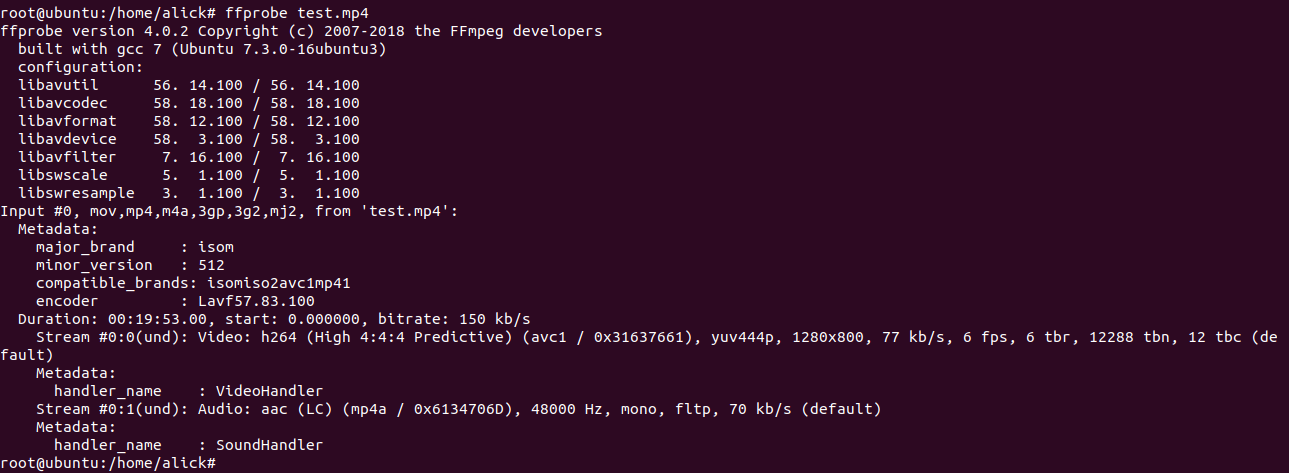 root@ubuntu:/home/alick# ffprobe test.mp4
ffprobe version 4.0.2 Copyright (c) 2007-2018 the FFmpeg developers
  built with gcc 7 (Ubuntu 7.3.0-16ubuntu3)
  configuration:
  libavutil      56. 14.100 / 56. 14.100
  libavcodec     58. 18.100 / 58. 18.100
  libavformat    58. 12.100 / 58. 12.100
  libavdevice    58.  3.100 / 58.  3.100
  libavfilter     7. 16.100 /  7. 16.100
  libswscale      5.  1.100 /  5.  1.100
  libswresample   3.  1.100 /  3.  1.100
Input #0, mov,mp4,m4a,3gp,3g2,mj2, from 'test.mp4':
  Metadata:
    major_brand     : isom
    minor_version   : 512
    compatible_brands: isomiso2avc1mp41
    encoder         : Lavf57.83.100
  Duration: 00:19:53.00, start: 0.000000, bitrate: 150 kb/s
    Stream #0:0(und): Video: h264 (High 4:4:4 Predictive) (avc1 / 0x31637661), yuv444p, 1280x800, 77 kb/s, 6 fps, 6 tbr, 12288 tbn, 12 tbc (de
fault)
    Metadata:
      handler_name    : VideoHandler
    Stream #0:1(und): Audio: aac (LC) (mp4a / 0x6134706D), 48000 Hz, mono, fltp, 70 kb/s (default)
    Metadata:
      handler_name    : SoundHandler
root@ubuntu:/home/alick#